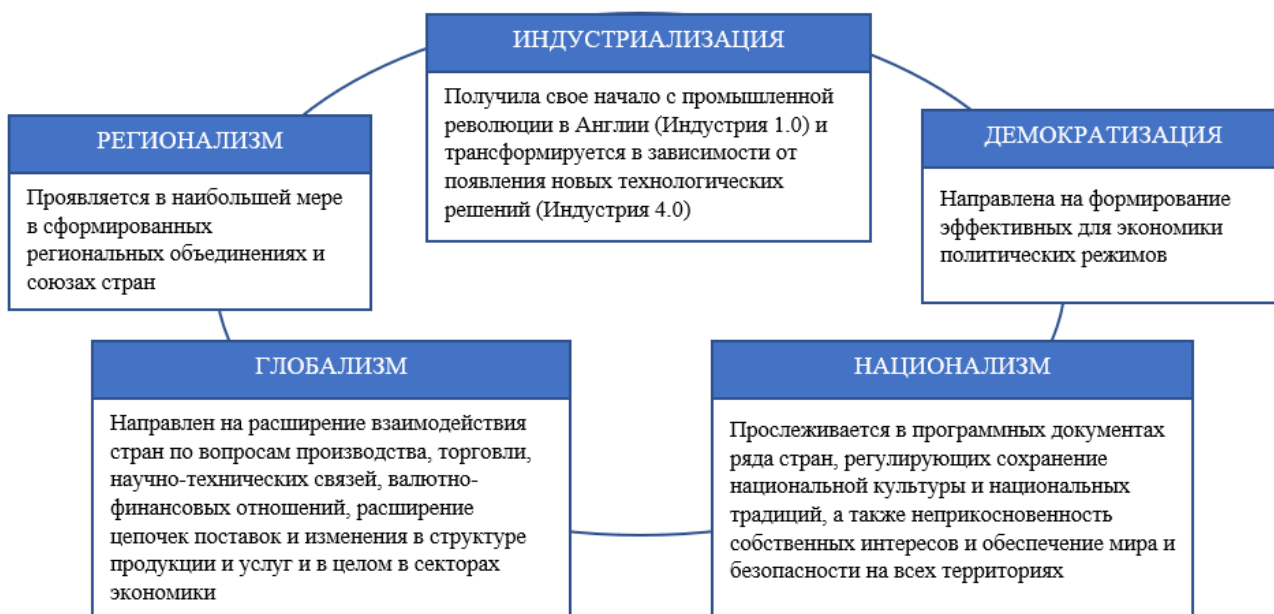 ИНДУСТРИАЛИЗАЦИЯ
Получила свое начало с промышленной
революции в Англии (Индустрия 1.0) и
трансформируется в зависимости от
появления новых технологических
решений (Индустрия 4.0)
РЕГИОНАЛИЗМ
Проявляется в наибольшей мере
в сформированных
региональных объединениях и
союзах стран
ДЕМОКРАТИЗАЦИЯ
Направлена на формирование
эффективных для экономики
политических режимов
ГЛОБАЛИЗМ
Направлен на расширение взаимодействия
стран по вопросам производства, торговли,
научно-технических связей, валютно-
финансовых отношений, расширение
цепочек поставок и изменения в структуре
продукции и услуг и в целом в секторах
экономики
НАЦИОНАЛИЗМ
Прослеживается в программных документах
ряда стран, регулирующих сохранение
национальной культуры и национальных
традиций, а также неприкосновенность
собственных интересов и обеспечение мира и
безопасности на всех территориях